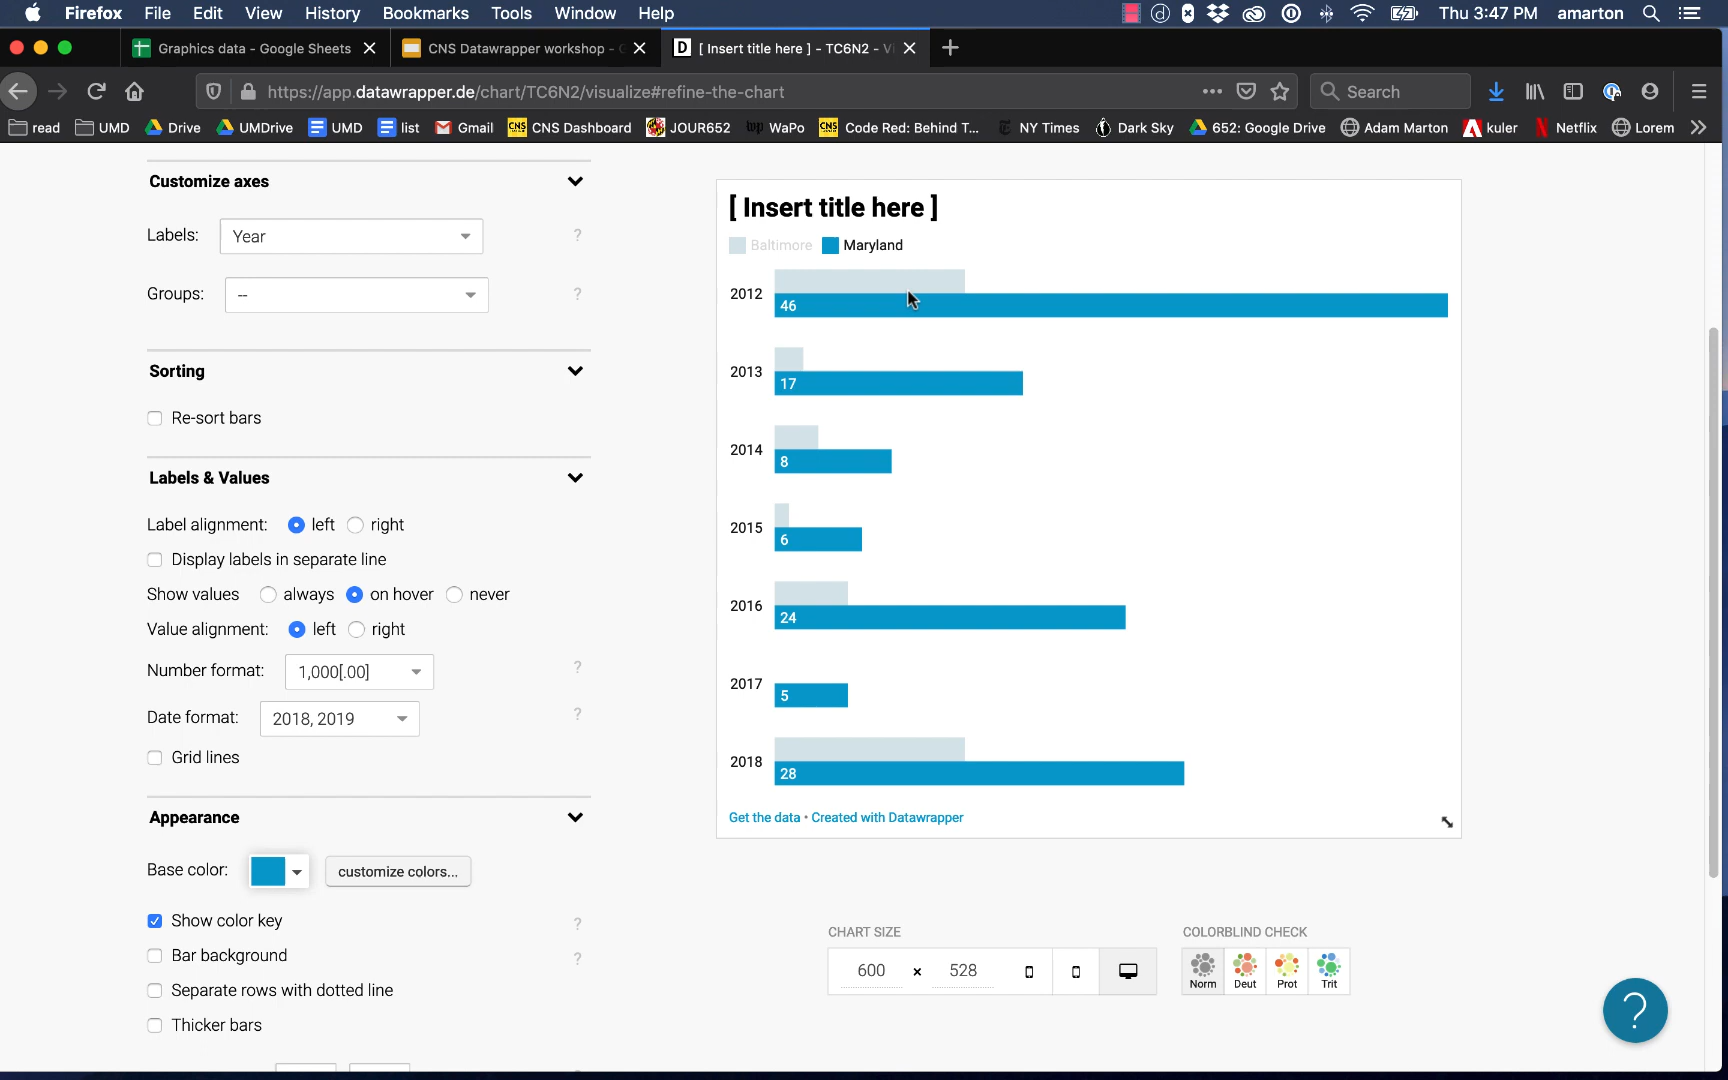 Firefox File Edit View History Bookmarks Tools Window Help Thu 3:47 PM amarton
Graphics data - Google Sheets CNS Datawrapper workshop - [ Insert title here ] - TC6N2 - Vi
https://app.datawrapper.de/chart/TC6N2/visualize#refine-the-chart Search
read UMD Drive UMDrive UMD list Gmail CNS Dashboard JOUR652 WaPo Code Red: Behind T... NY Times Dark Sky 652: Google Drive Adam Marton kuler Netflix Lorem
Customize axes
Labels: Year ?
Groups: -- ?
Sorting
Re-sort bars
Labels & Values
Label alignment: left right
Display labels in separate line
Show values always on hover never
Value alignment: left right
Number format: 1,000[.00] ?
Date format: 2018, 2019 ?
Grid lines
Appearance
Base color: customize colors...
Show color key ?
Bar background ?
Separate rows with dotted line
Thicker bars
[ Insert title here ]
Baltimore Maryland
2012 46
2013 17
2014 8
2015 6
2016 24
2017 5
2018 28
Get the data • Created with Datawrapper
CHART SIZE
600 × 528
COLORBLIND CHECK
Norm Deut Prot Trit
?